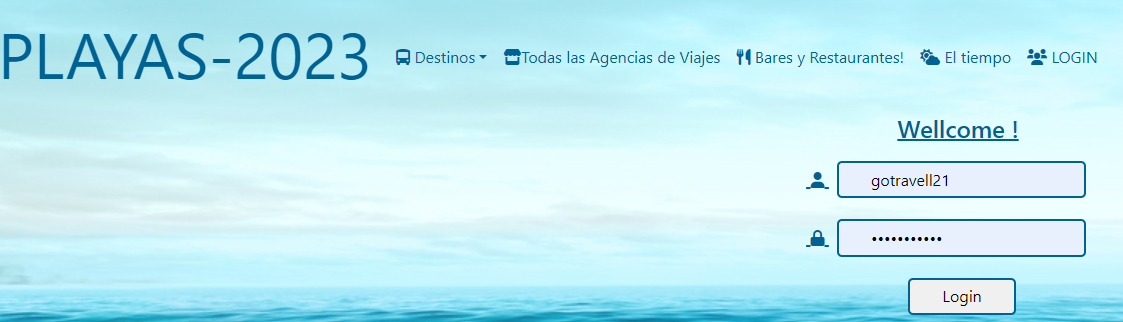 PLAYAS-2023 Destinos Todas las Agencias de Viajes Bares y Restaurantes! El tiempo LOGIN
Wellcome !
gotravell21
•••••••••••
Login